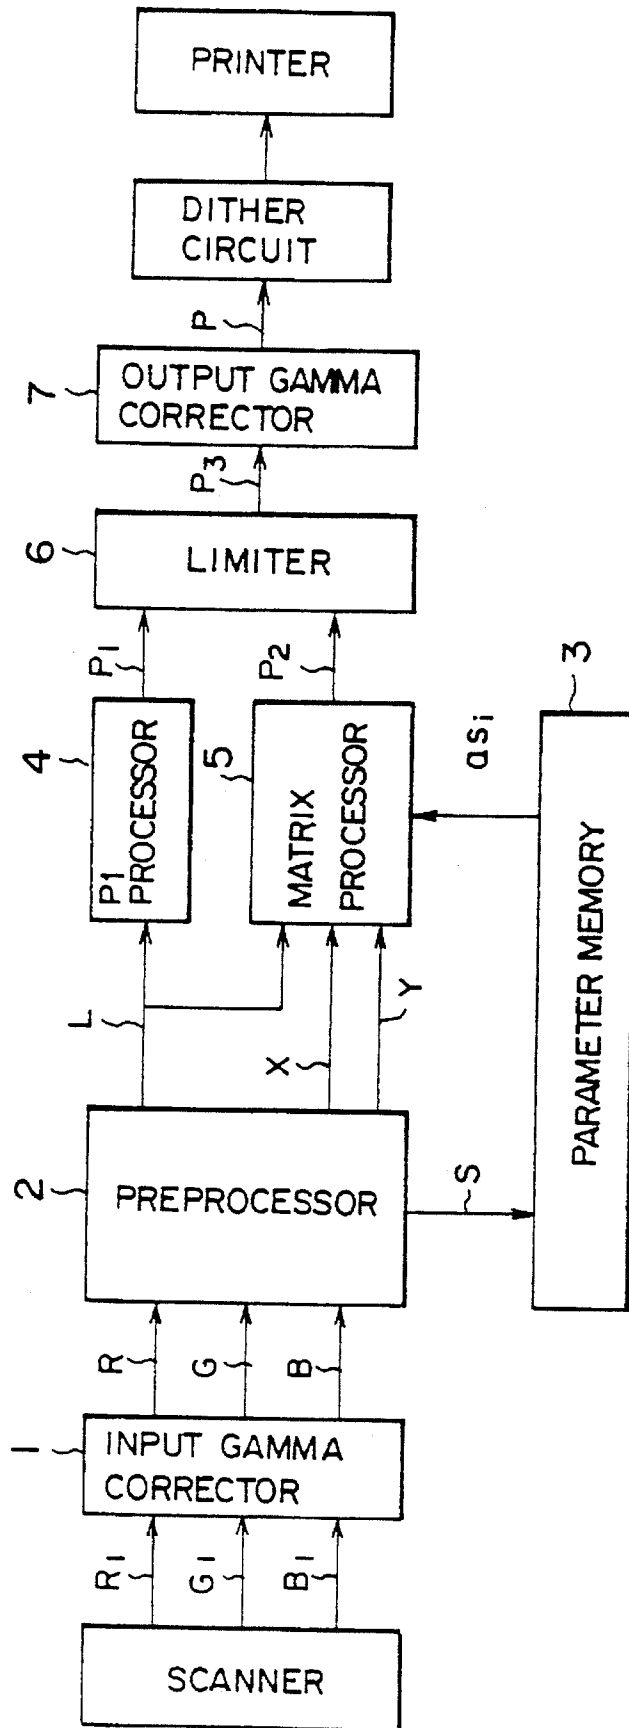 PRINTER
DITHER
CIRCUIT
P
7
OUTPUT GAMMA
CORRECTOR
P3
6
LIMITER
P1
P2
4
P1
PROCESSOR
5
MATRIX
PROCESSOR
asi
3
PARAMETER MEMORY
L
X
Y
2
PREPROCESSOR
S
R
G
B
1
INPUT GAMMA
CORRECTOR
R1
G1
B1
SCANNER